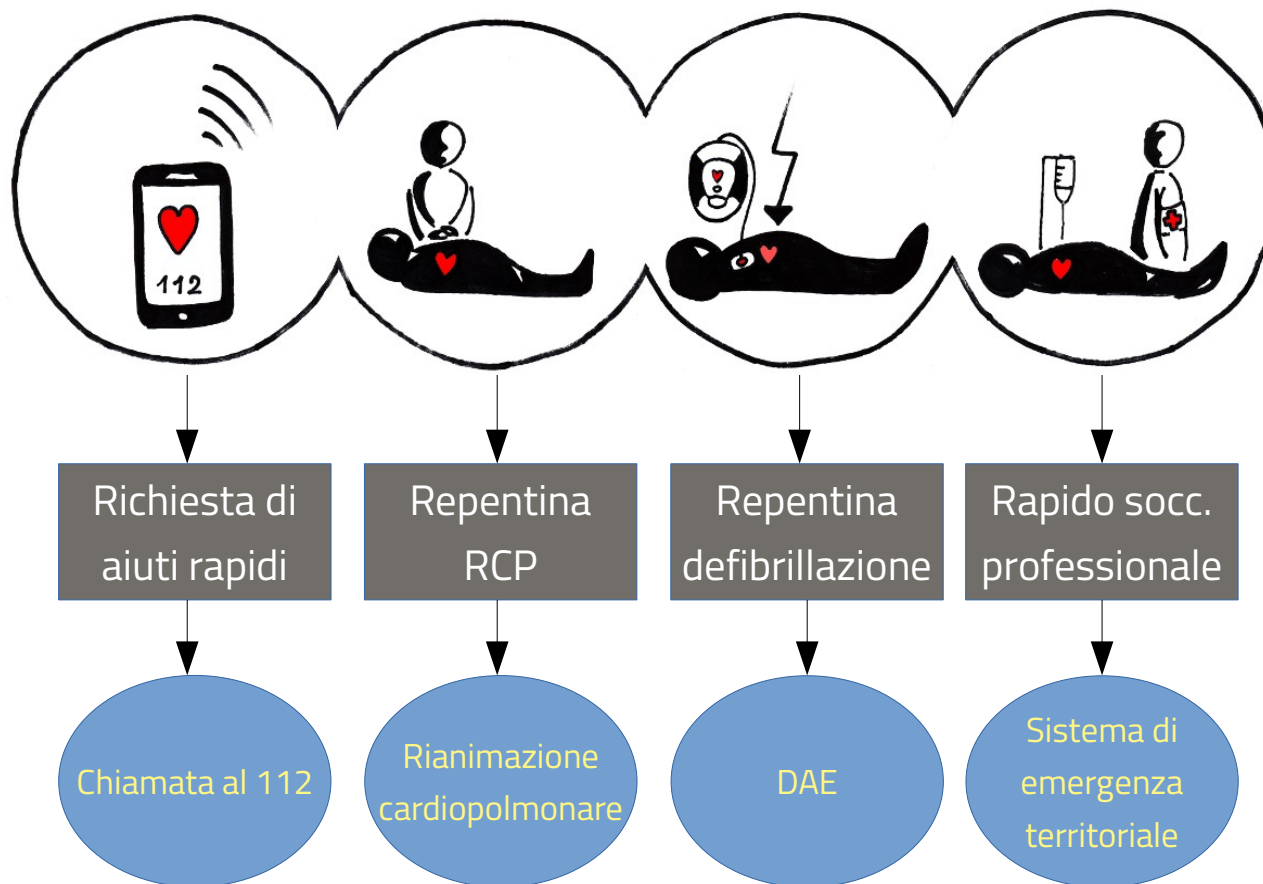 112
Richiesta di
aiuti rapidi
Repentina
RCP
Repentina
defibrillazione
Rapido socc.
professionale
Chiamata al 112
Rianimazione
cardiopolmonare
DAE
Sistema di
emergenza
territoriale